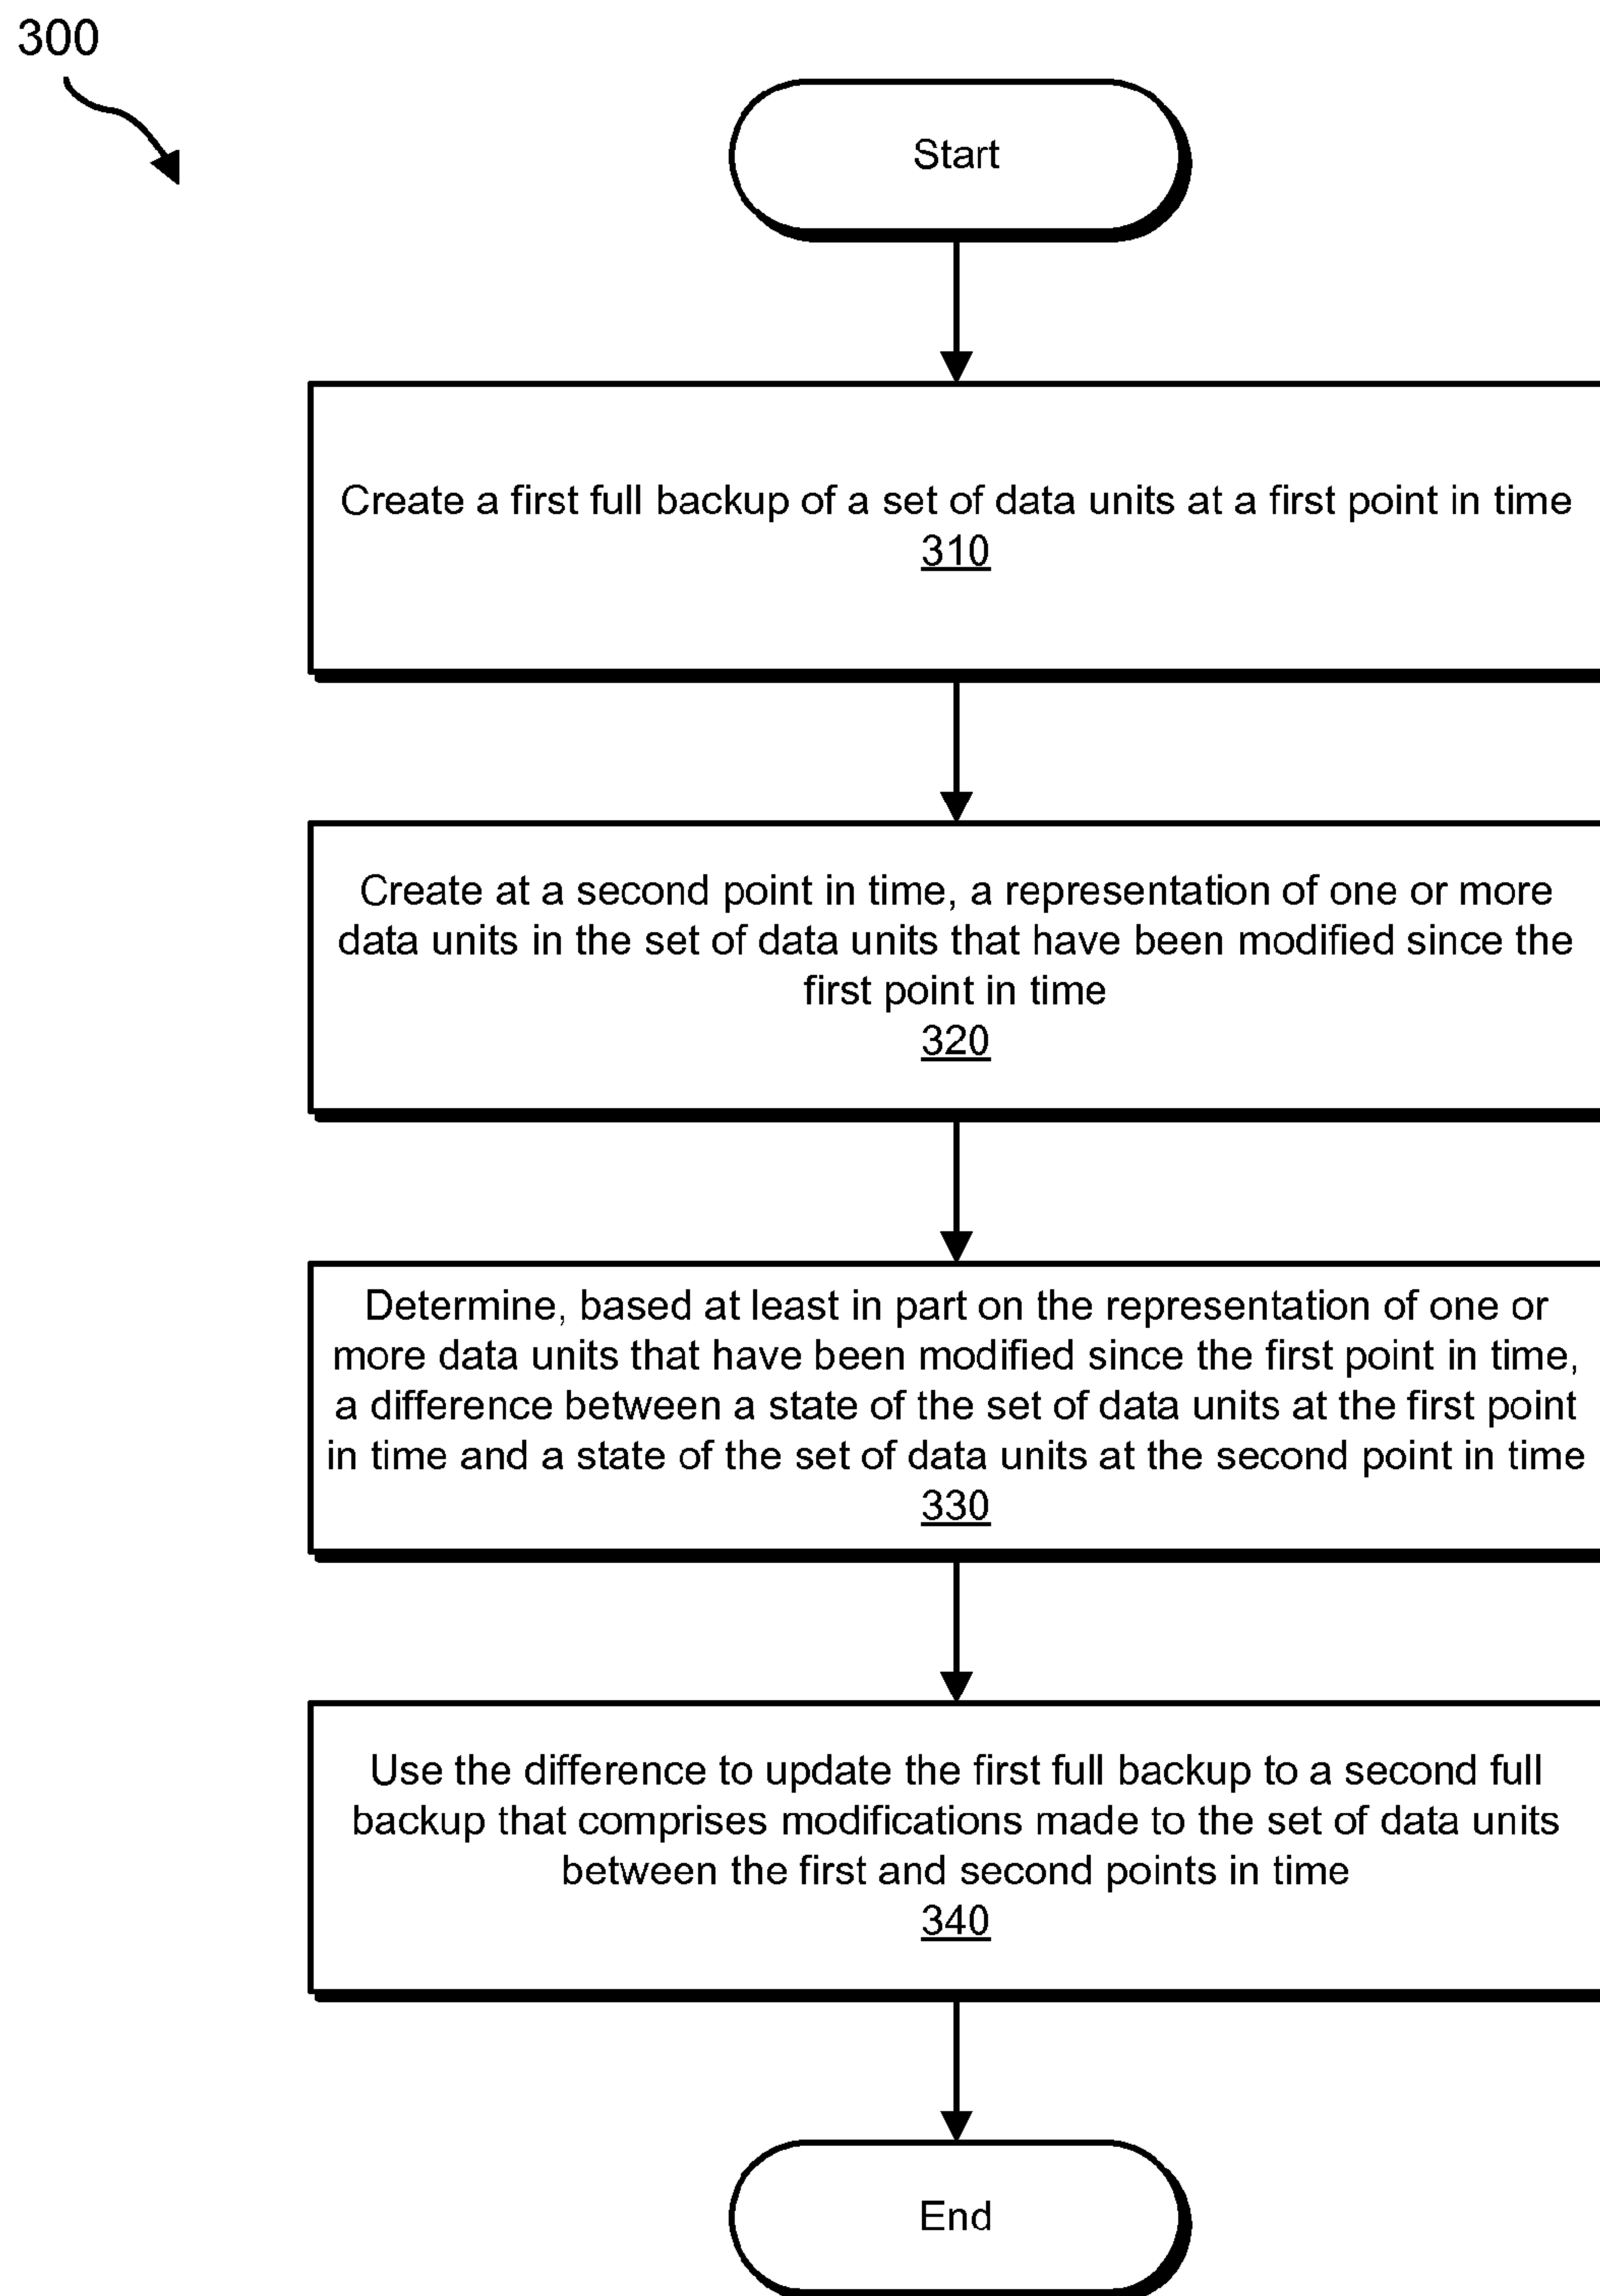 300
Start
Create a first full backup of a set of data units at a first point in time
310
Create at a second point in time, a representation of one or more
data units in the set of data units that have been modified since the
first point in time
320
Determine, based at least in part on the representation of one or
more data units that have been modified since the first point in time,
a difference between a state of the set of data units at the first point
in time and a state of the set of data units at the second point in time
330
Use the difference to update the first full backup to a second full
backup that comprises modifications made to the set of data units
between the first and second points in time
340
End